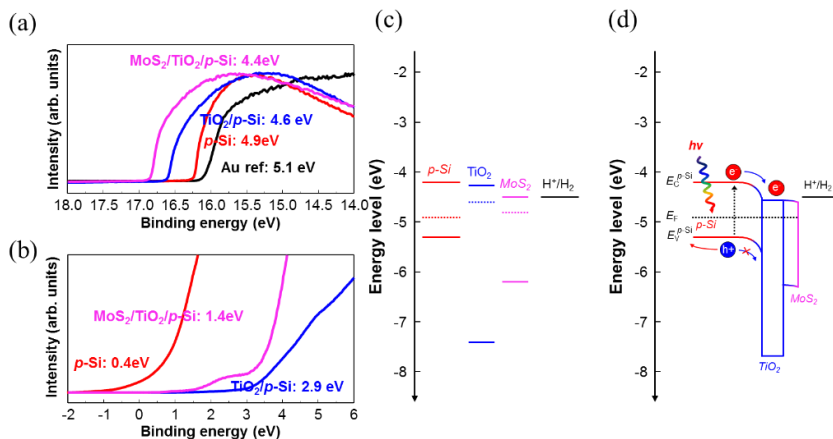 (a)
Intensity (arb. units)
MoS2/TiO2/p-Si: 4.4eV
TiO2/p-Si: 4.6 eV
p-Si: 4.9eV
Au ref: 5.1 eV
18.0 17.5 17.0 16.5 16.0 15.5 15.0 14.5 14.0
Binding energy (eV)
(b)
Intensity (arb. units)
MoS2/TiO2/p-Si: 1.4eV
p-Si: 0.4eV
TiO2/p-Si: 2.9 eV
-2 -1 0 1 2 3 4 5 6
Binding energy (eV)
(c)
Energy level (eV)
-2
-3
-4
-5
-6
-7
-8
p-Si
TiO2
MoS2
H+/H2
(d)
Energy level (eV)
-2
-3
-4
-5
-6
-7
-8
hv
e-
e-
H+/H2
EC p-Si
EF
p-Si
EV p-Si
h+
×
MoS2
TiO2